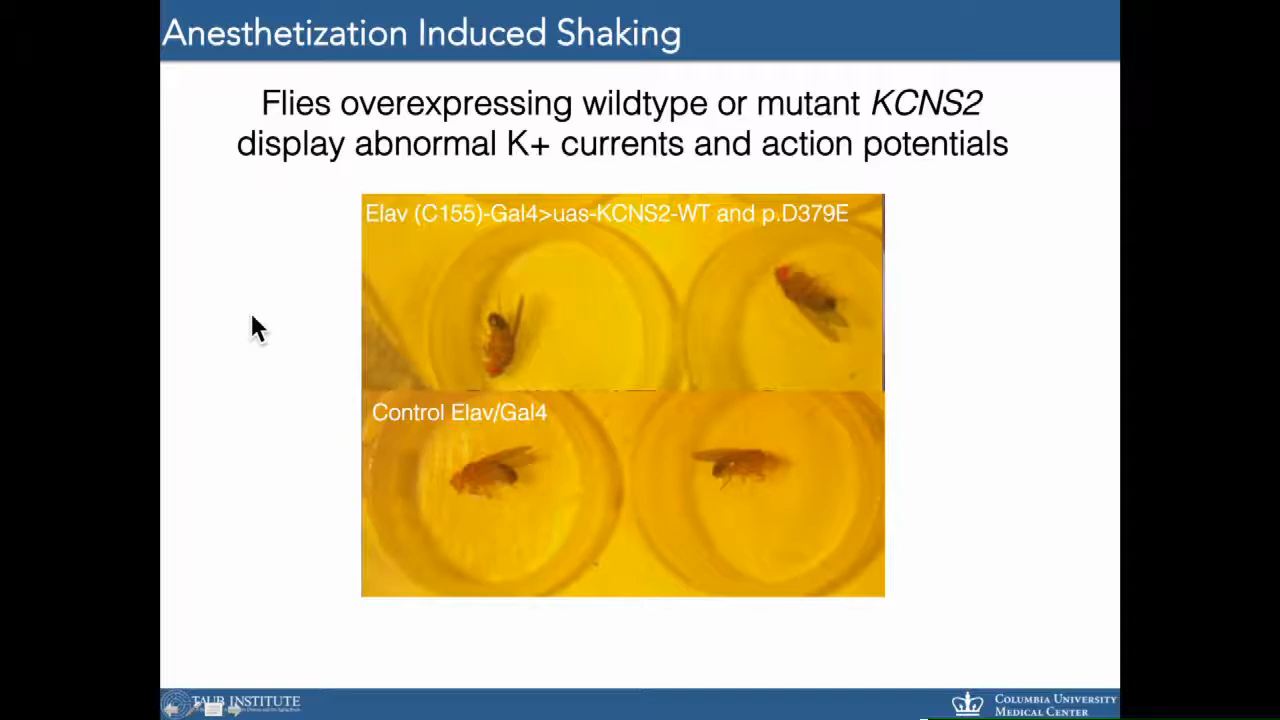 Anesthetization Induced Shaking
Flies overexpressing wildtype or mutant KCNS2
display abnormal K+ currents and action potentials
Elav (C155)-Gal4>uas-KCNS2-WT and p.D379E
Control Elav/Gal4
TAUB INSTITUTE
COLUMBIA UNIVERSITY
MEDICAL CENTER